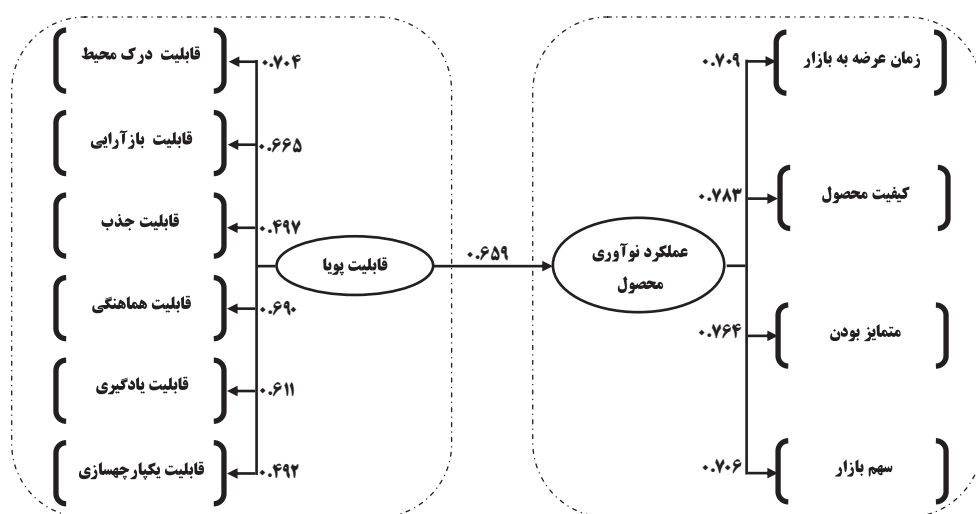 زمان عرضه به بازار
۰.۷۰۹
کیفیت محصول
۰.۷۸۳
متمایز بودن
۰.۷۶۴
سهم بازار
۰.۷۰۶
عملکرد نوآوری
محصول
۰.۶۵۹
قابلیت پویا
۰.۷۰۴
قابلیت درک محیط
۰.۶۶۵
قابلیت بازآرایی
۰.۴۹۷
قابلیت جذب
۰.۶۹۰
قابلیت هماهنگی
۰.۶۱۱
قابلیت یادگیری
۰.۴۹۲
قابلیت یکپارچهسازی